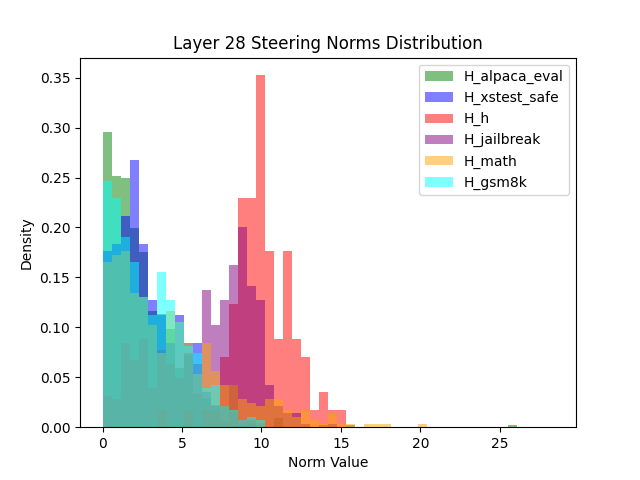 Layer 28 Steering Norms Distribution
H_alpaca_eval
H_xstest_safe
H_h
H_jailbreak
H_math
H_gsm8k
0.35
0.30
0.25
0.20
0.15
0.10
0.05
0.00
Density
0 5 10 15 20 25
Norm Value